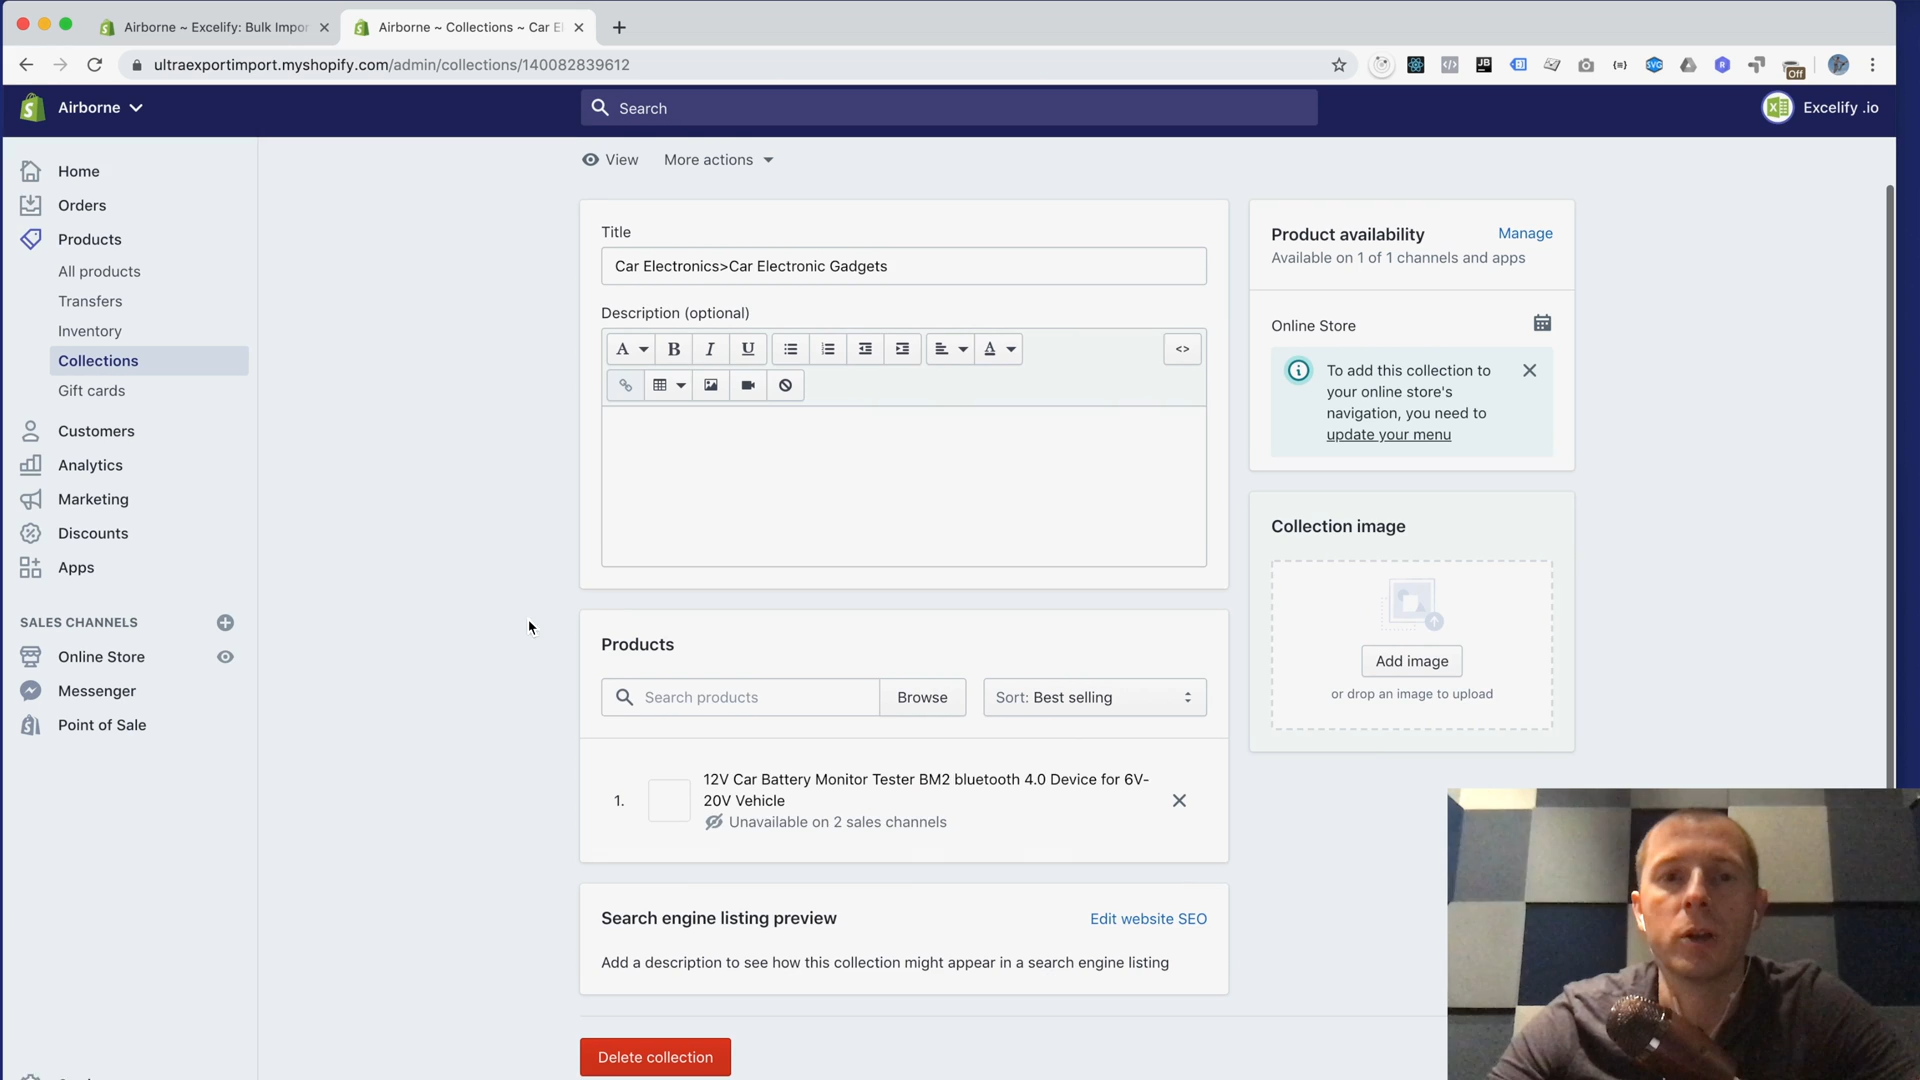 Airborne ~ Excelify: Bulk Impor
Airborne ~ Collections ~ Car El
ultraexportimport.myshopify.com/admin/collections/140082839612
JB
SVG
R
Off
Airborne
Search
Excelify .io
Home
Orders
Products
All products
Transfers
Inventory
Collections
Gift cards
Customers
Analytics
Marketing
Discounts
Apps
SALES CHANNELS
Online Store
Messenger
Point of Sale
View
More actions
Title
Car Electronics>Car Electronic Gadgets
Description (optional)
A B I U A <>
Products
Search products
Browse
Sort: Best selling
1.
12V Car Battery Monitor Tester BM2 bluetooth 4.0 Device for 6V-
20V Vehicle
Unavailable on 2 sales channels
Search engine listing preview
Edit website SEO
Add a description to see how this collection might appear in a search engine listing
Delete collection
Product availability
Manage
Available on 1 of 1 channels and apps
Online Store
To add this collection to
your online store's
navigation, you need to
update your menu
Collection image
Add image
or drop an image to upload